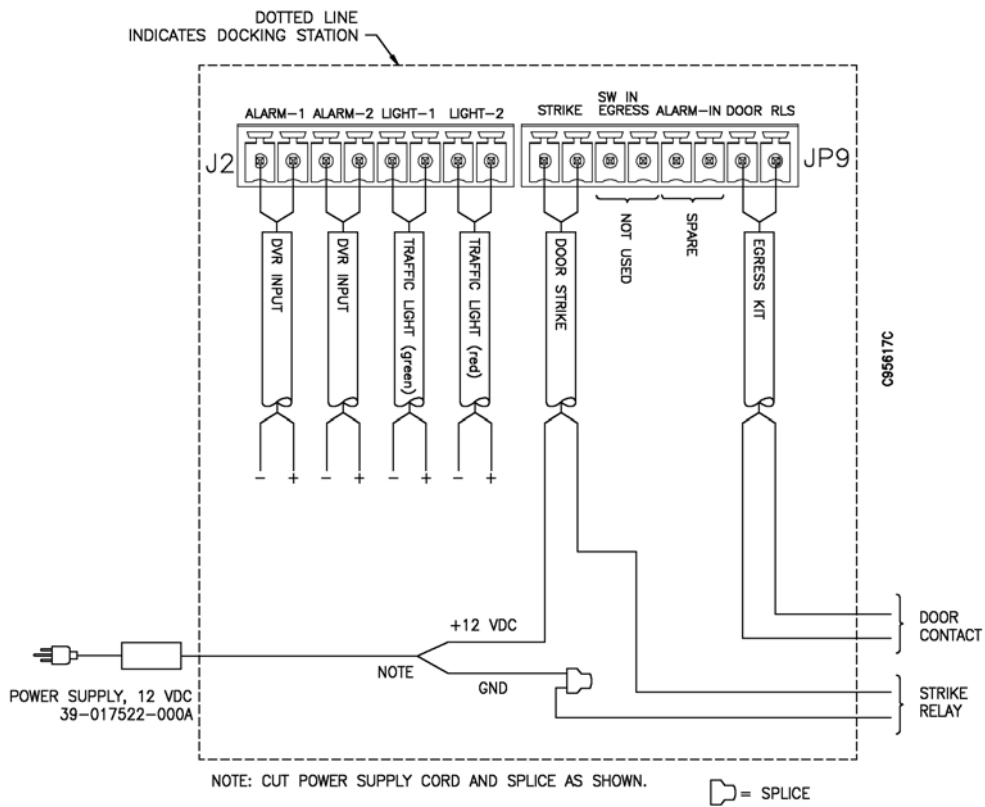 DOTTED LINE
INDICATES DOCKING STATION
ALARM-1 ALARM-2 LIGHT-1 LIGHT-2
STRIKE
SW IN
EGRESS
ALARM-IN
DOOR RLS
J2
JP9
DVR INPUT
DVR INPUT
TRAFFIC LIGHT (green)
TRAFFIC LIGHT (red)
DOOR STRIKE
NOT USED
SPARE
EGRESS KIT
C95617C
- + - + - + - +
+12 VDC
NOTE
GND
DOOR
CONTACT
STRIKE
RELAY
POWER SUPPLY, 12 VDC
39-017522-000A
NOTE: CUT POWER SUPPLY CORD AND SPLICE AS SHOWN.
= SPLICE